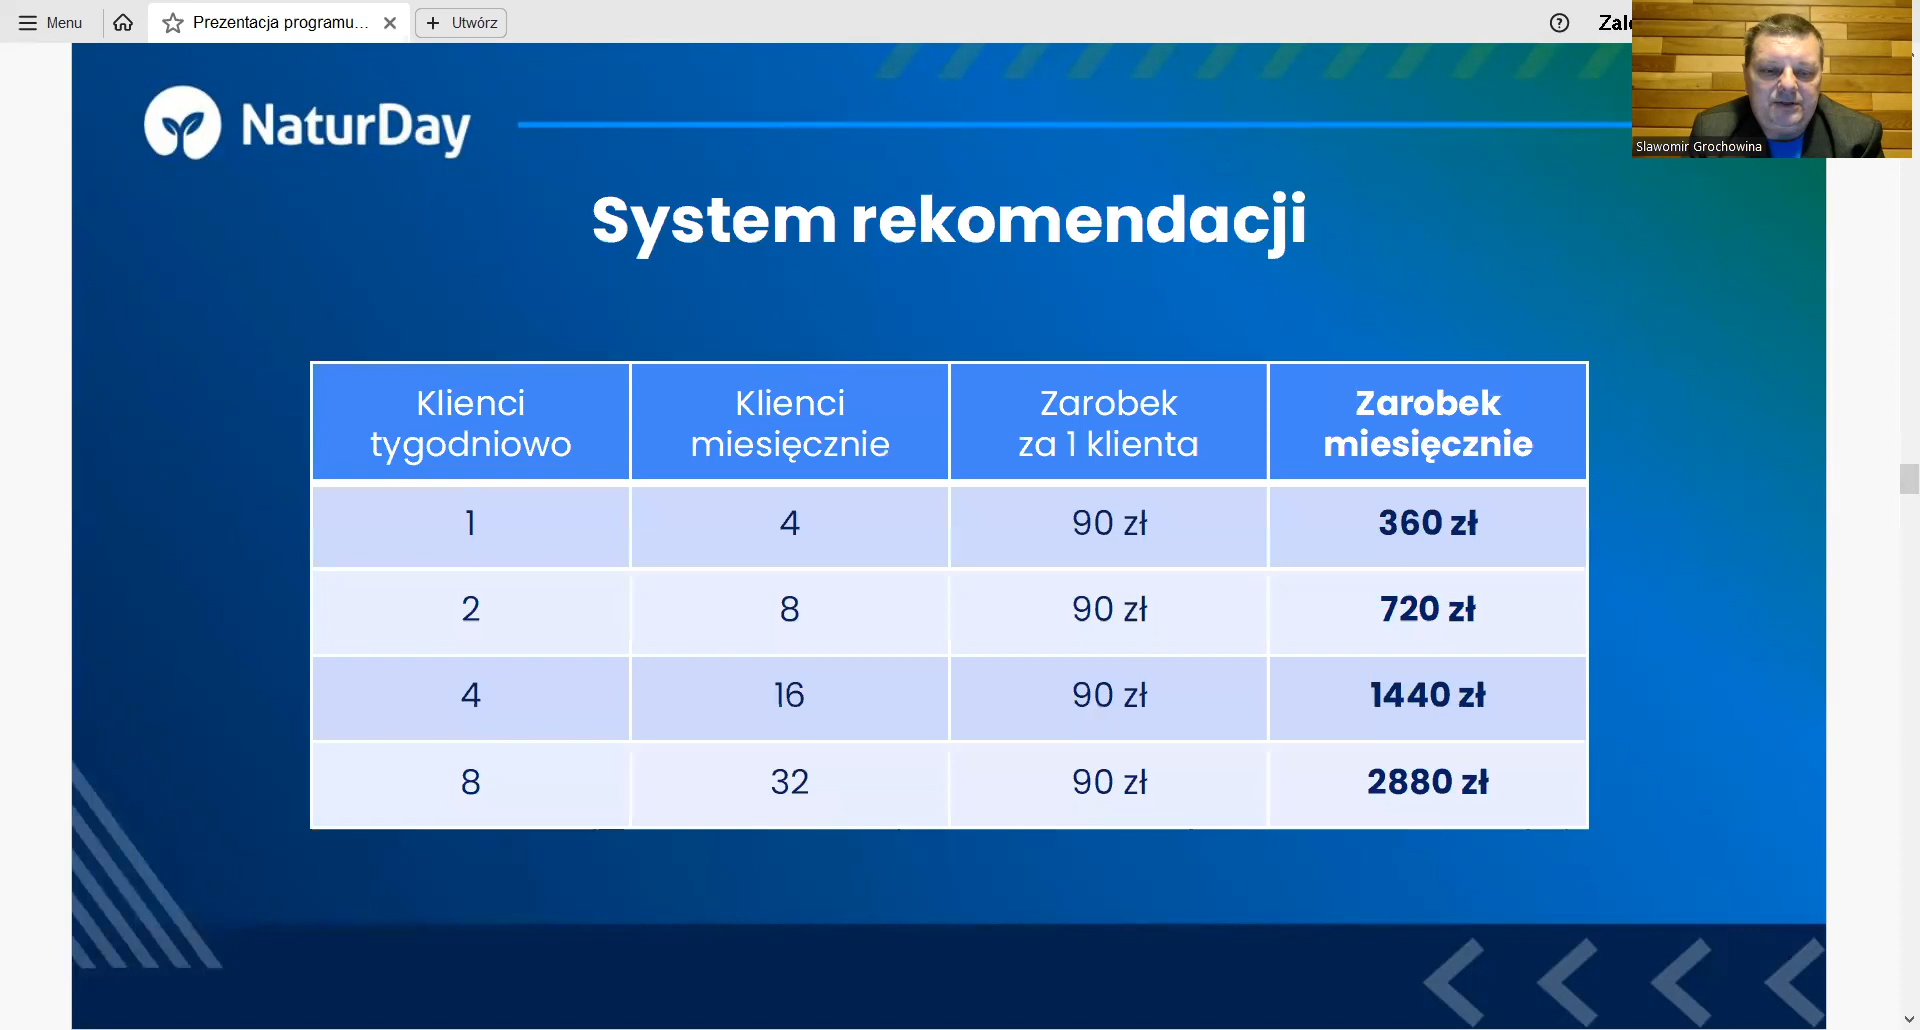 Menu
Prezentacja programu...
Utwórz
Slawomir Grochowina
NaturDay
System rekomendacji
Klienci tygodniowo
Klienci miesięcznie
Zarobek za 1 klienta
Zarobek miesięcznie
1 4 90 zł 360 zł
2 8 90 zł 720 zł
4 16 90 zł 1440 zł
8 32 90 zł 2880 zł